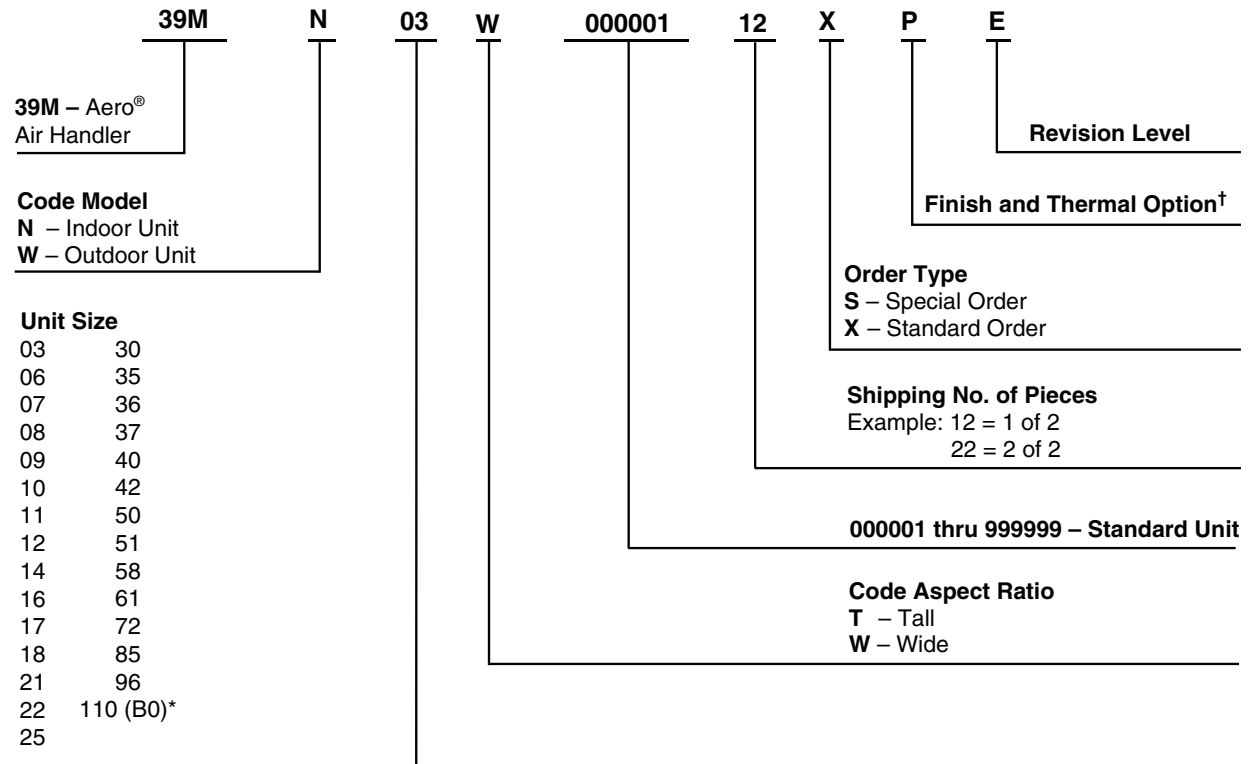 39M N 03 W 000001 12 X P E
39M – Aero®
Air Handler
Code Model
N – Indoor Unit
W – Outdoor Unit
Unit Size
03 30
06 35
07 36
08 37
09 40
10 42
11 50
12 51
14 58
16 61
17 72
18 85
21 96
22 110 (B0)*
25
Revision Level
Finish and Thermal Option†
Order Type
S – Special Order
X – Standard Order
Shipping No. of Pieces
Example: 12 = 1 of 2
22 = 2 of 2
000001 thru 999999 – Standard Unit
Code Aspect Ratio
T – Tall
W – Wide